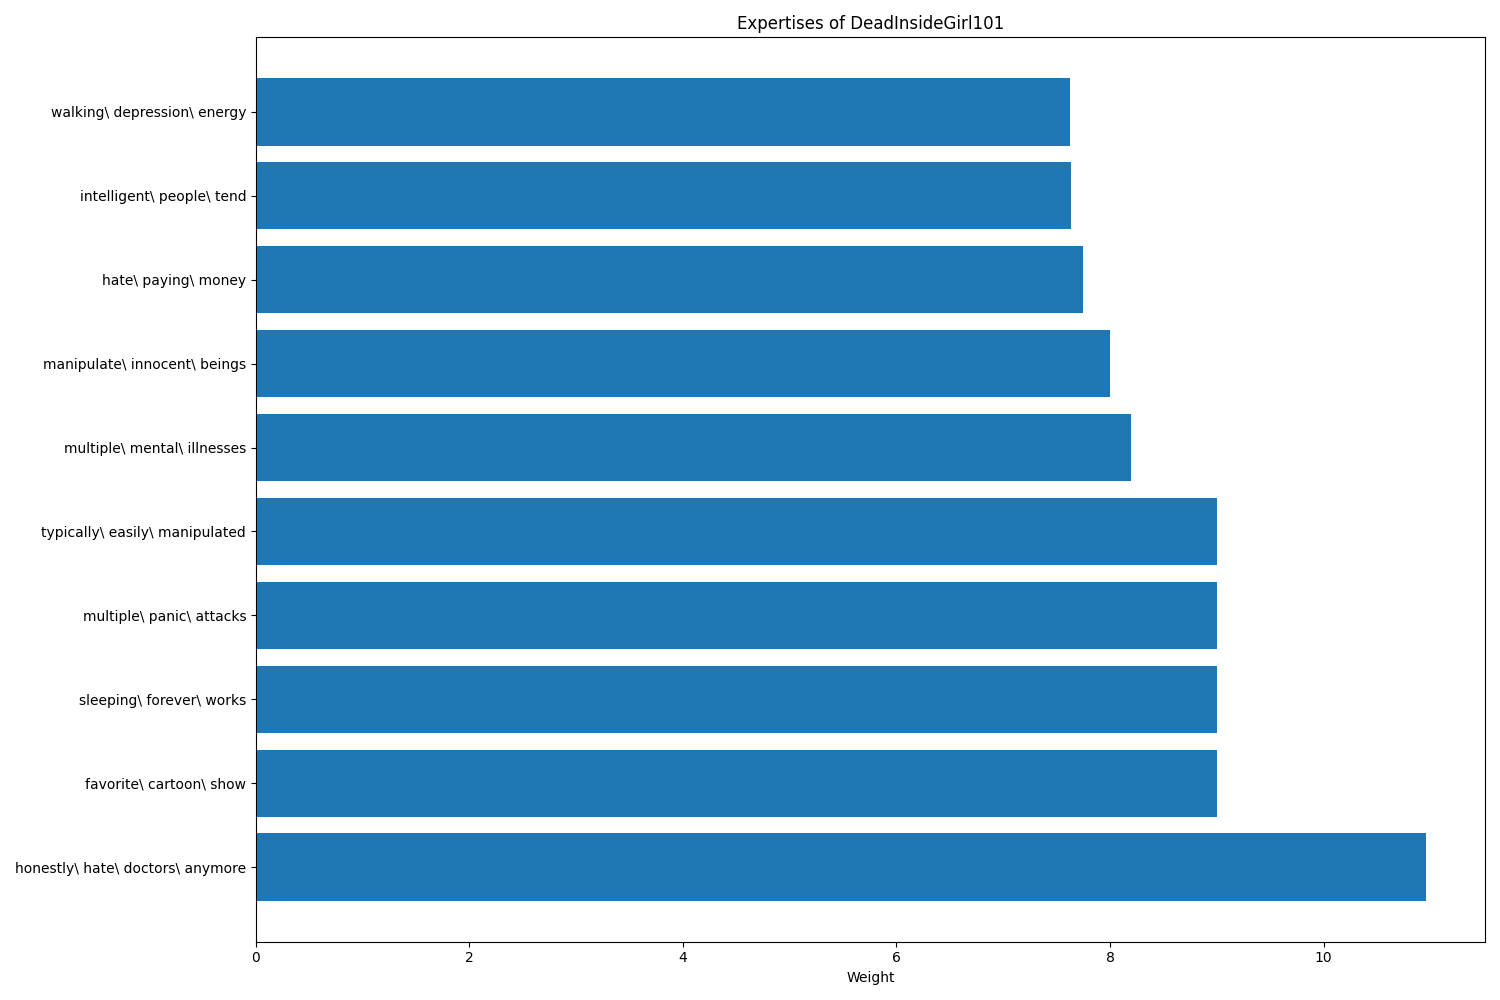 Expertises of DeadInsideGirl101
walking\ depression\ energy
intelligent\ people\ tend
hate\ paying\ money
manipulate\ innocent\ beings
multiple\ mental\ illnesses
typically\ easily\ manipulated
multiple\ panic\ attacks
sleeping\ forever\ works
favorite\ cartoon\ show
honestly\ hate\ doctors\ anymore
0 2 4 6 8 10
Weight